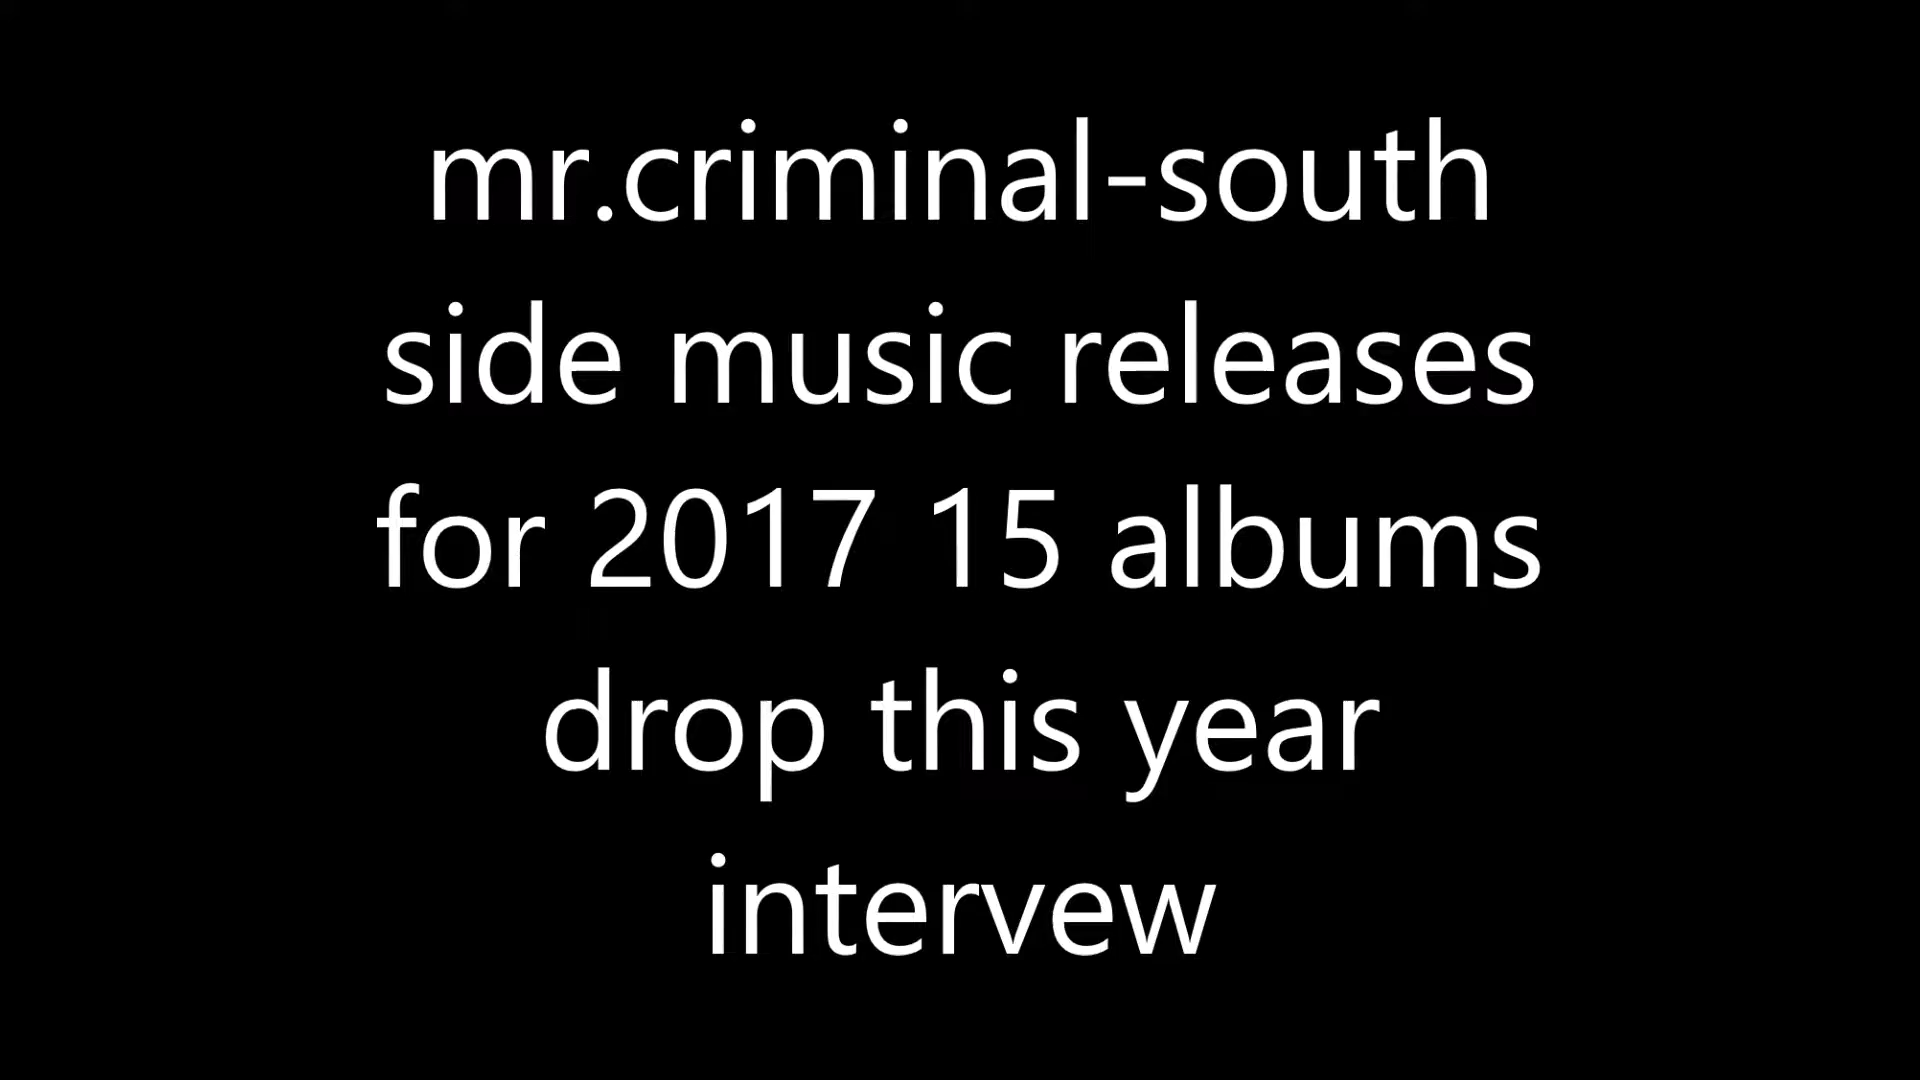 mr.criminal-south
side music releases
for 2017 15 albums
drop this year
intervew